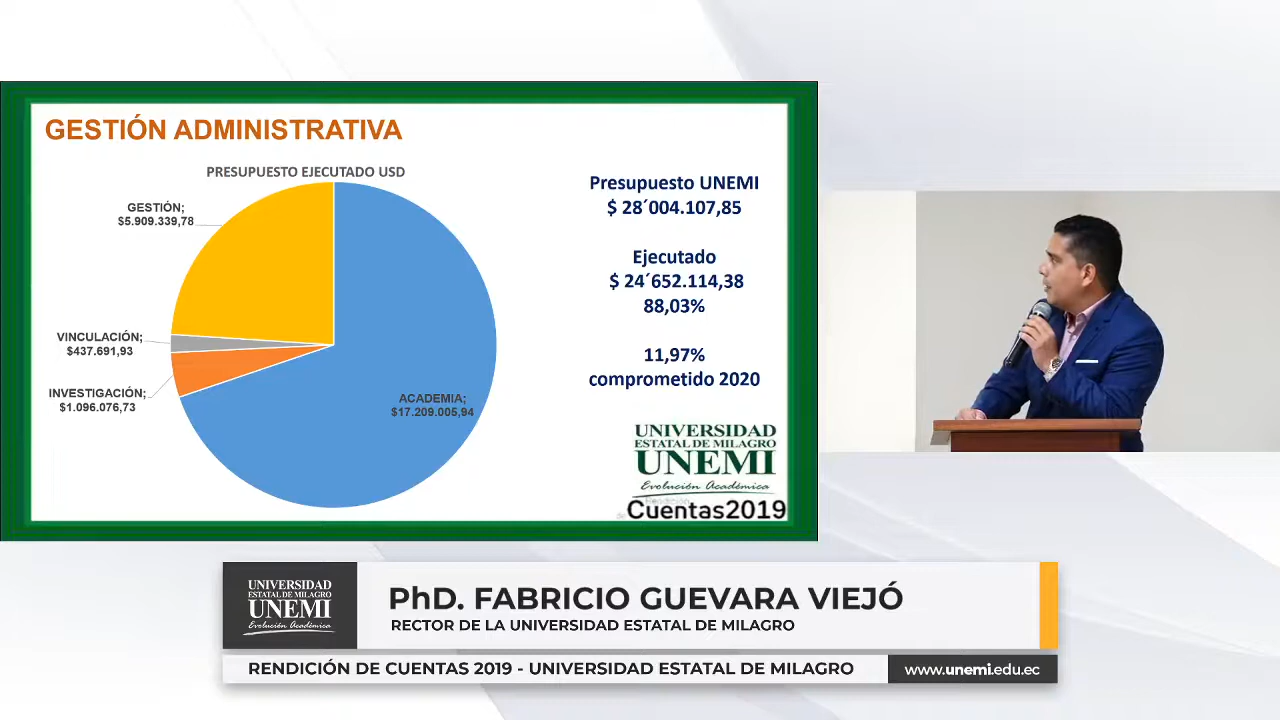 GESTIÓN ADMINISTRATIVA
PRESUPUESTO EJECUTADO USD
GESTIÓN;
$5.909.339,78
VINCULACIÓN;
$437.691,93
INVESTIGACIÓN;
$1.096.076,73
ACADEMIA;
$17.209.005,94
Presupuesto UNEMI
$ 28´004.107,85
Ejecutado
$ 24´652.114,38
88,03%
11,97%
comprometido 2020
UNIVERSIDAD
ESTATAL DE MILAGRO
UNEMI
Evolución Académica
Rendición
de Cuentas2019
UNIVERSIDAD
ESTATAL DE MILAGRO
UNEMI
Evolución Académica
PhD. FABRICIO GUEVARA VIEJÓ
RECTOR DE LA UNIVERSIDAD ESTATAL DE MILAGRO
RENDICIÓN DE CUENTAS 2019 - UNIVERSIDAD ESTATAL DE MILAGRO
www.unemi.edu.ec